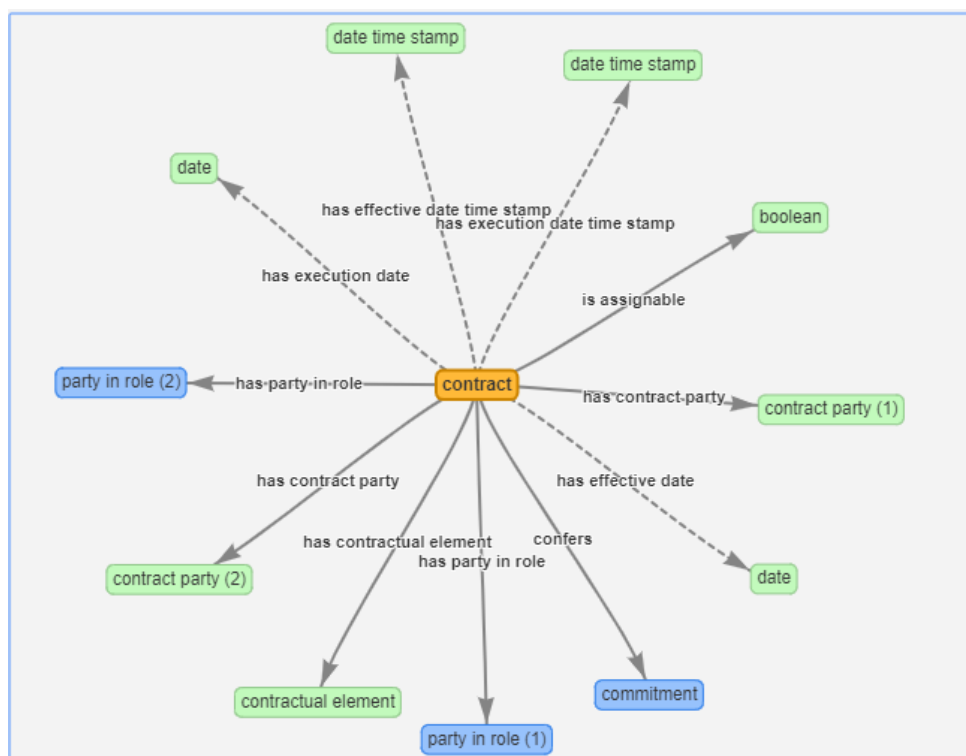 date time stamp
date time stamp
date
has effective date time stamp
boolean
has execution date time stamp
has execution date
is assignable
party in role (2)
has party in role
contract
has contract party
contract party (1)
has contract party
has effective date
has contractual element
confers
has party in role
contract party (2)
date
contractual element
commitment
party in role (1)